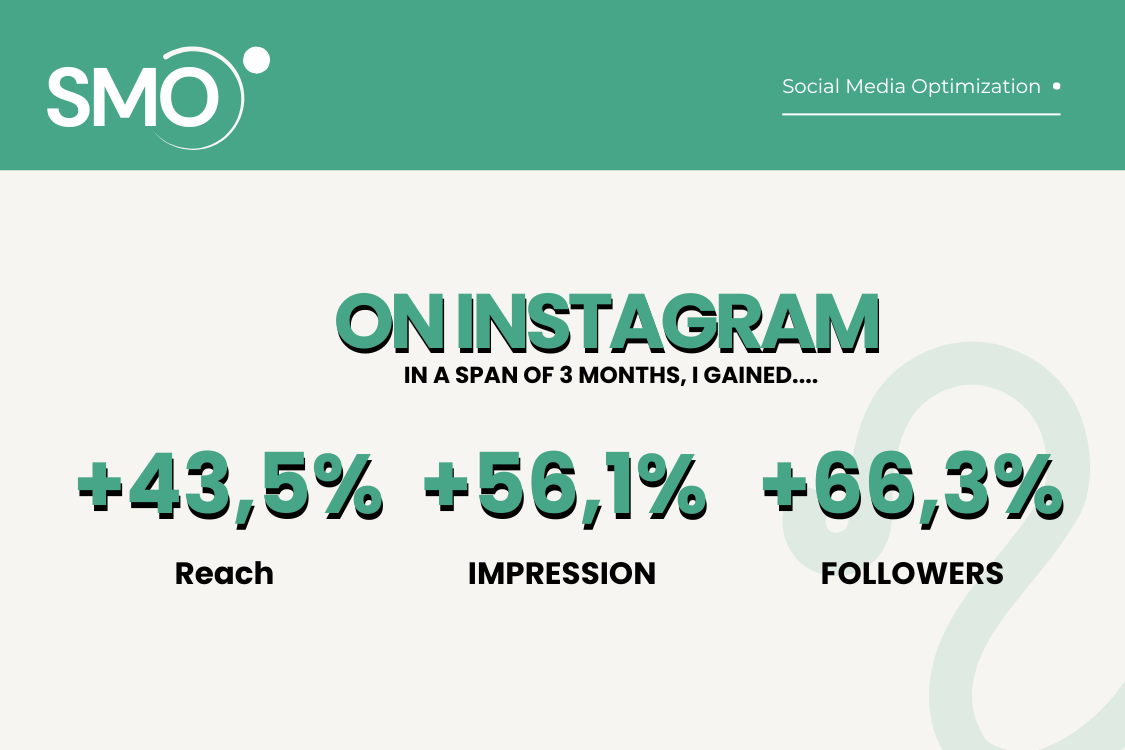 SMO
Social Media Optimization
ON INSTAGRAM
IN A SPAN OF 3 MONTHS, I GAINED....
+43,5% +56,1% +66,3%
Reach IMPRESSION FOLLOWERS